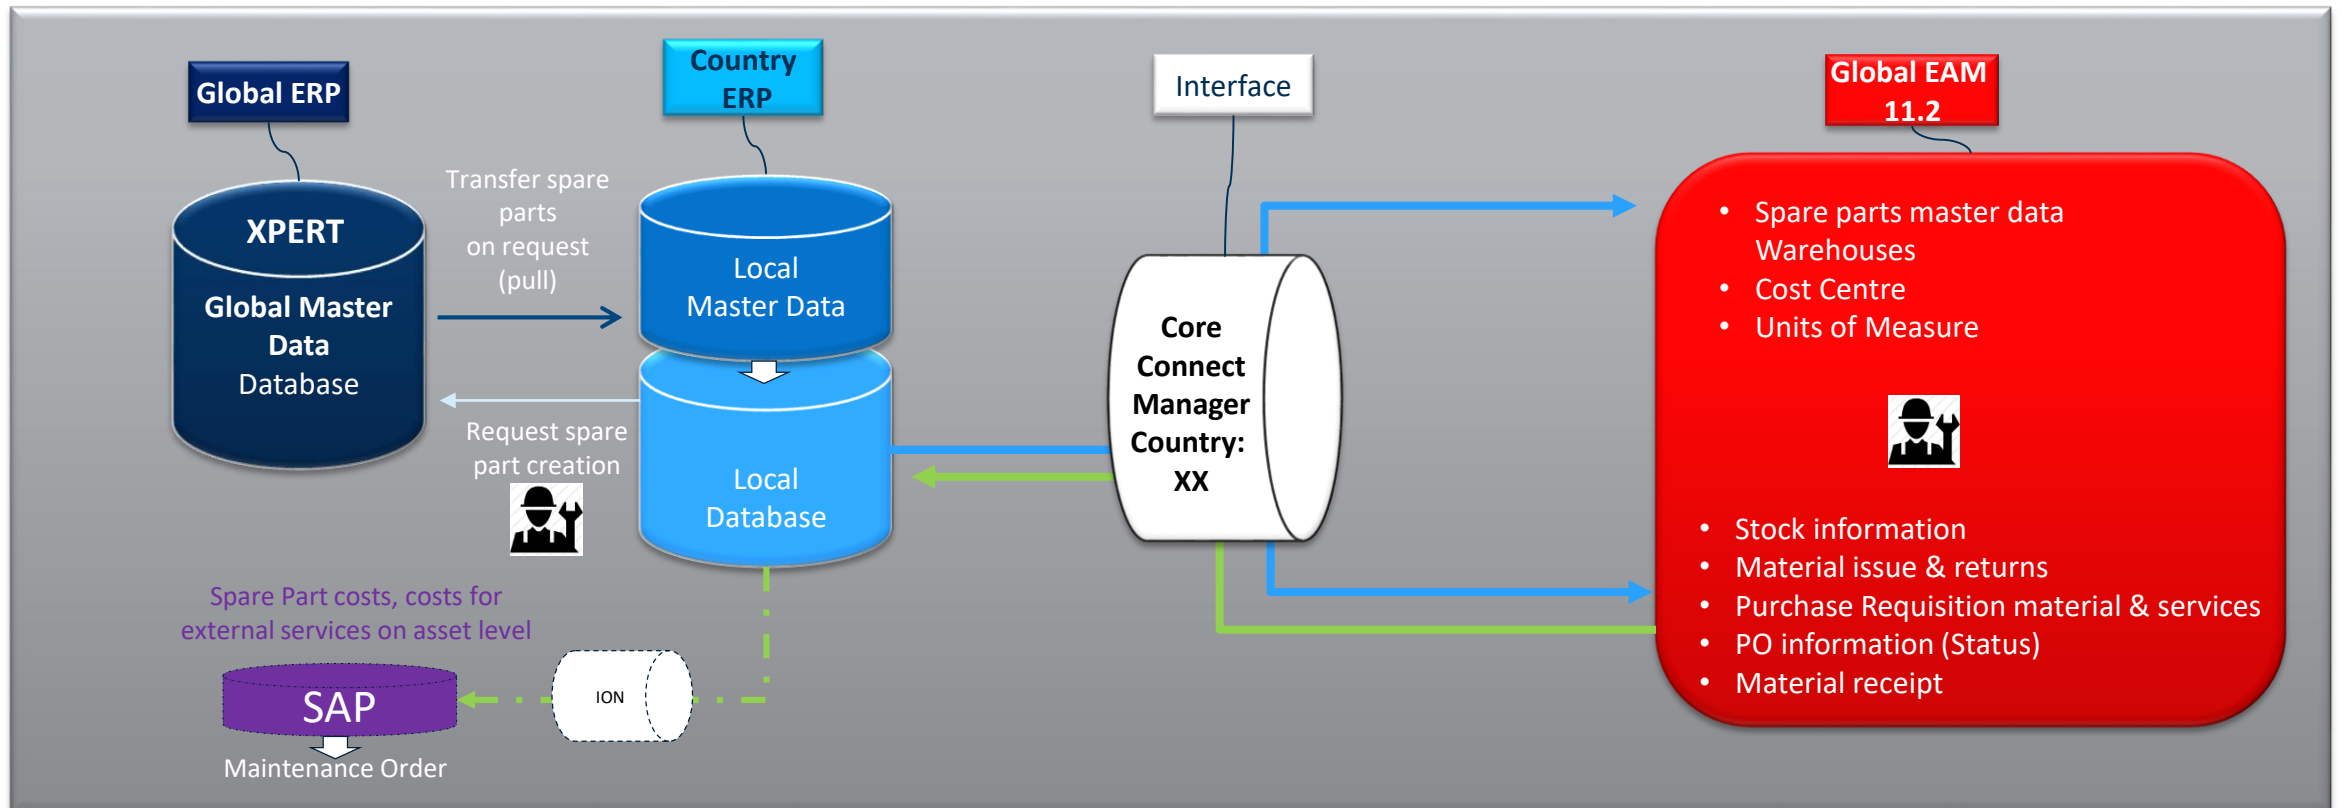 Global ERP
Country
ERP
Interface
Global EAM
11.2
XPERT
Global Master
Data
Database
Transfer spare
parts
on request
(pull)
Local
Master Data
Request spare
part creation
Local
Database
Core
Connect
Manager
Country:
XX
• Spare parts master data
Warehouses
• Cost Centre
• Units of Measure
• Stock information
• Material issue & returns
• Purchase Requisition material & services
• PO information (Status)
• Material receipt
Spare Part costs, costs for
external services on asset level
SAP
ION
Maintenance Order